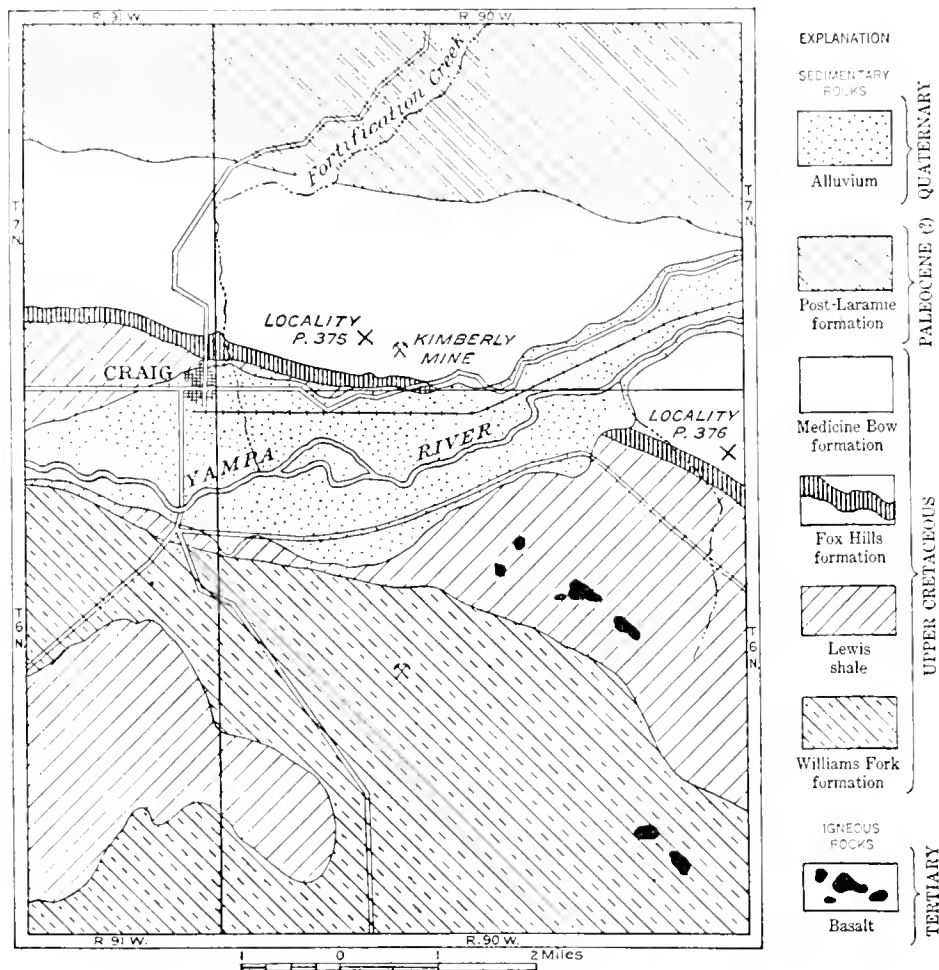 R. 91 W.
R. 90 W.
Fortification Creek
T. 7 N.
T. 7 N.
LOCALITY
P. 375
KIMBERLY
MINE
CRAIG
LOCALITY
P. 376
YAMPA RIVER
T. 6 N.
T. 6 N.
R. 91 W.
R. 90 W.
1 0 1 2 Miles
EXPLANATION
SEDIMENTARY
ROCKS
Alluvium
QUATERNARY
Post-Laramie
formation
PALEOCENE (?)
Medicine Bow
formation
Fox Hills
formation
Lewis
shale
Williams Fork
formation
UPPER CRETACEOUS
IGNEOUS
ROCKS
Basalt
TERTIARY